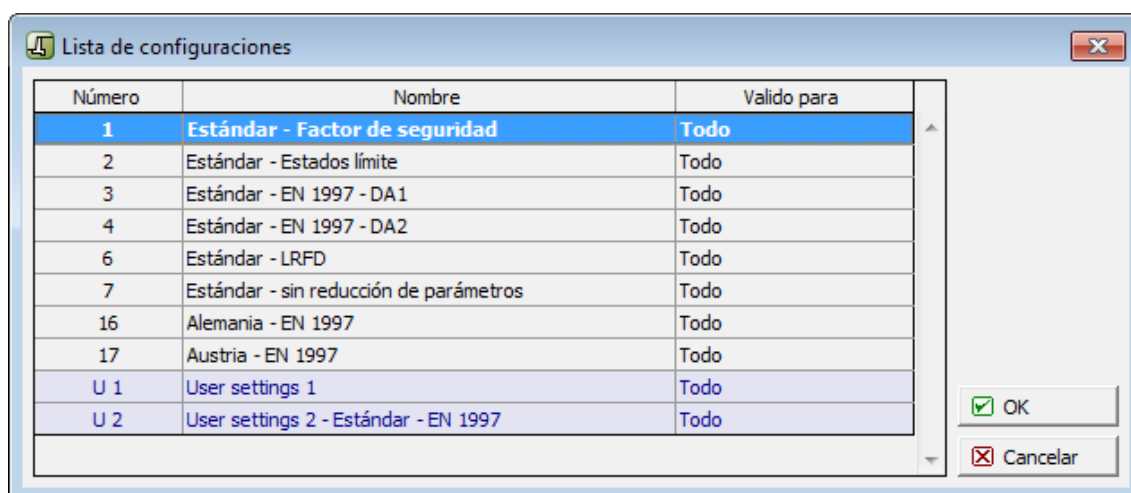 Lista de configuraciones
Número Nombre Valido para
1 Estándar - Factor de seguridad Todo
2 Estándar - Estados límite Todo
3 Estándar - EN 1997 - DA1 Todo
4 Estándar - EN 1997 - DA2 Todo
6 Estándar - LRFD Todo
7 Estándar - sin reducción de parámetros Todo
16 Alemania - EN 1997 Todo
17 Austria - EN 1997 Todo
U 1 User settings 1 Todo
U 2 User settings 2 - Estándar - EN 1997 Todo
OK
Cancelar